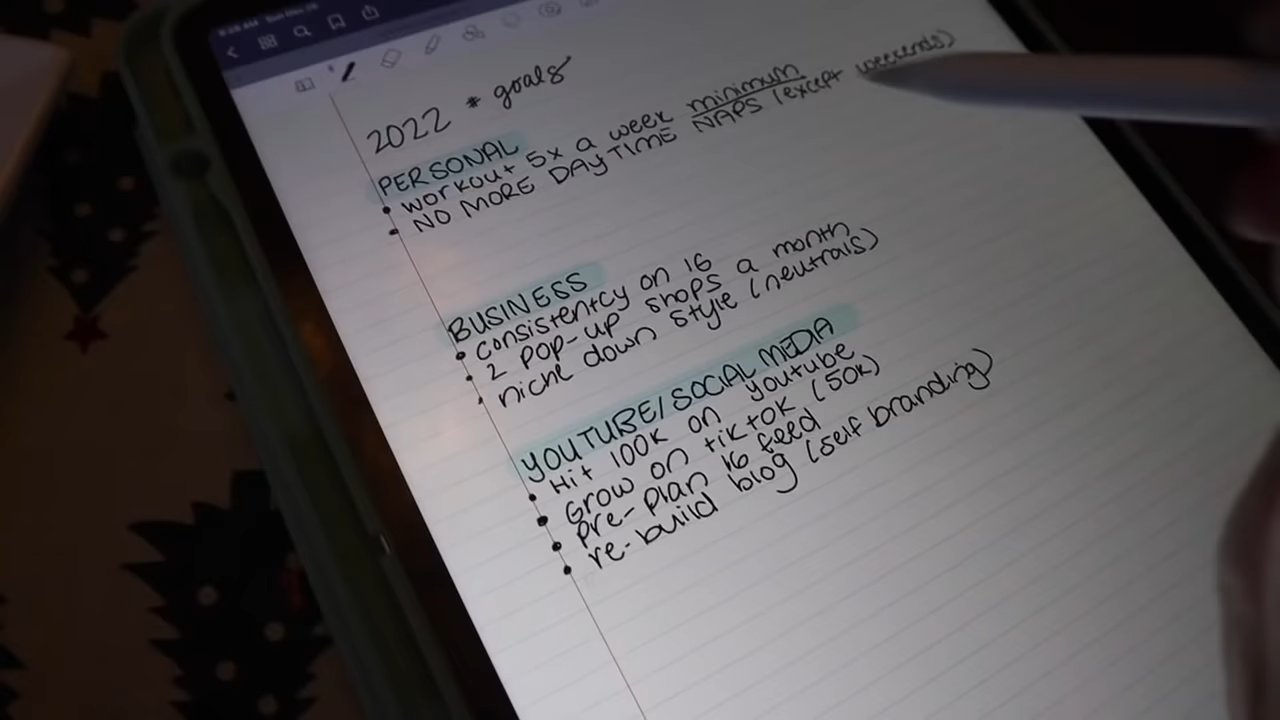 2022 * goals
PERSONAL
• workout 5x a week minimum
• NO MORE DAYTIME NAPS (except weekends)
BUSINESS
• consistentcy on IG
• 2 POP-UP shops a month
• niche down style (neutrals)
YOUTUBE/SOCIAL MEDIA
• Hit 100k on youtube
• Grow on tiktok (50k)
• Pre-plan IG feed
• re-build blog (self branding)